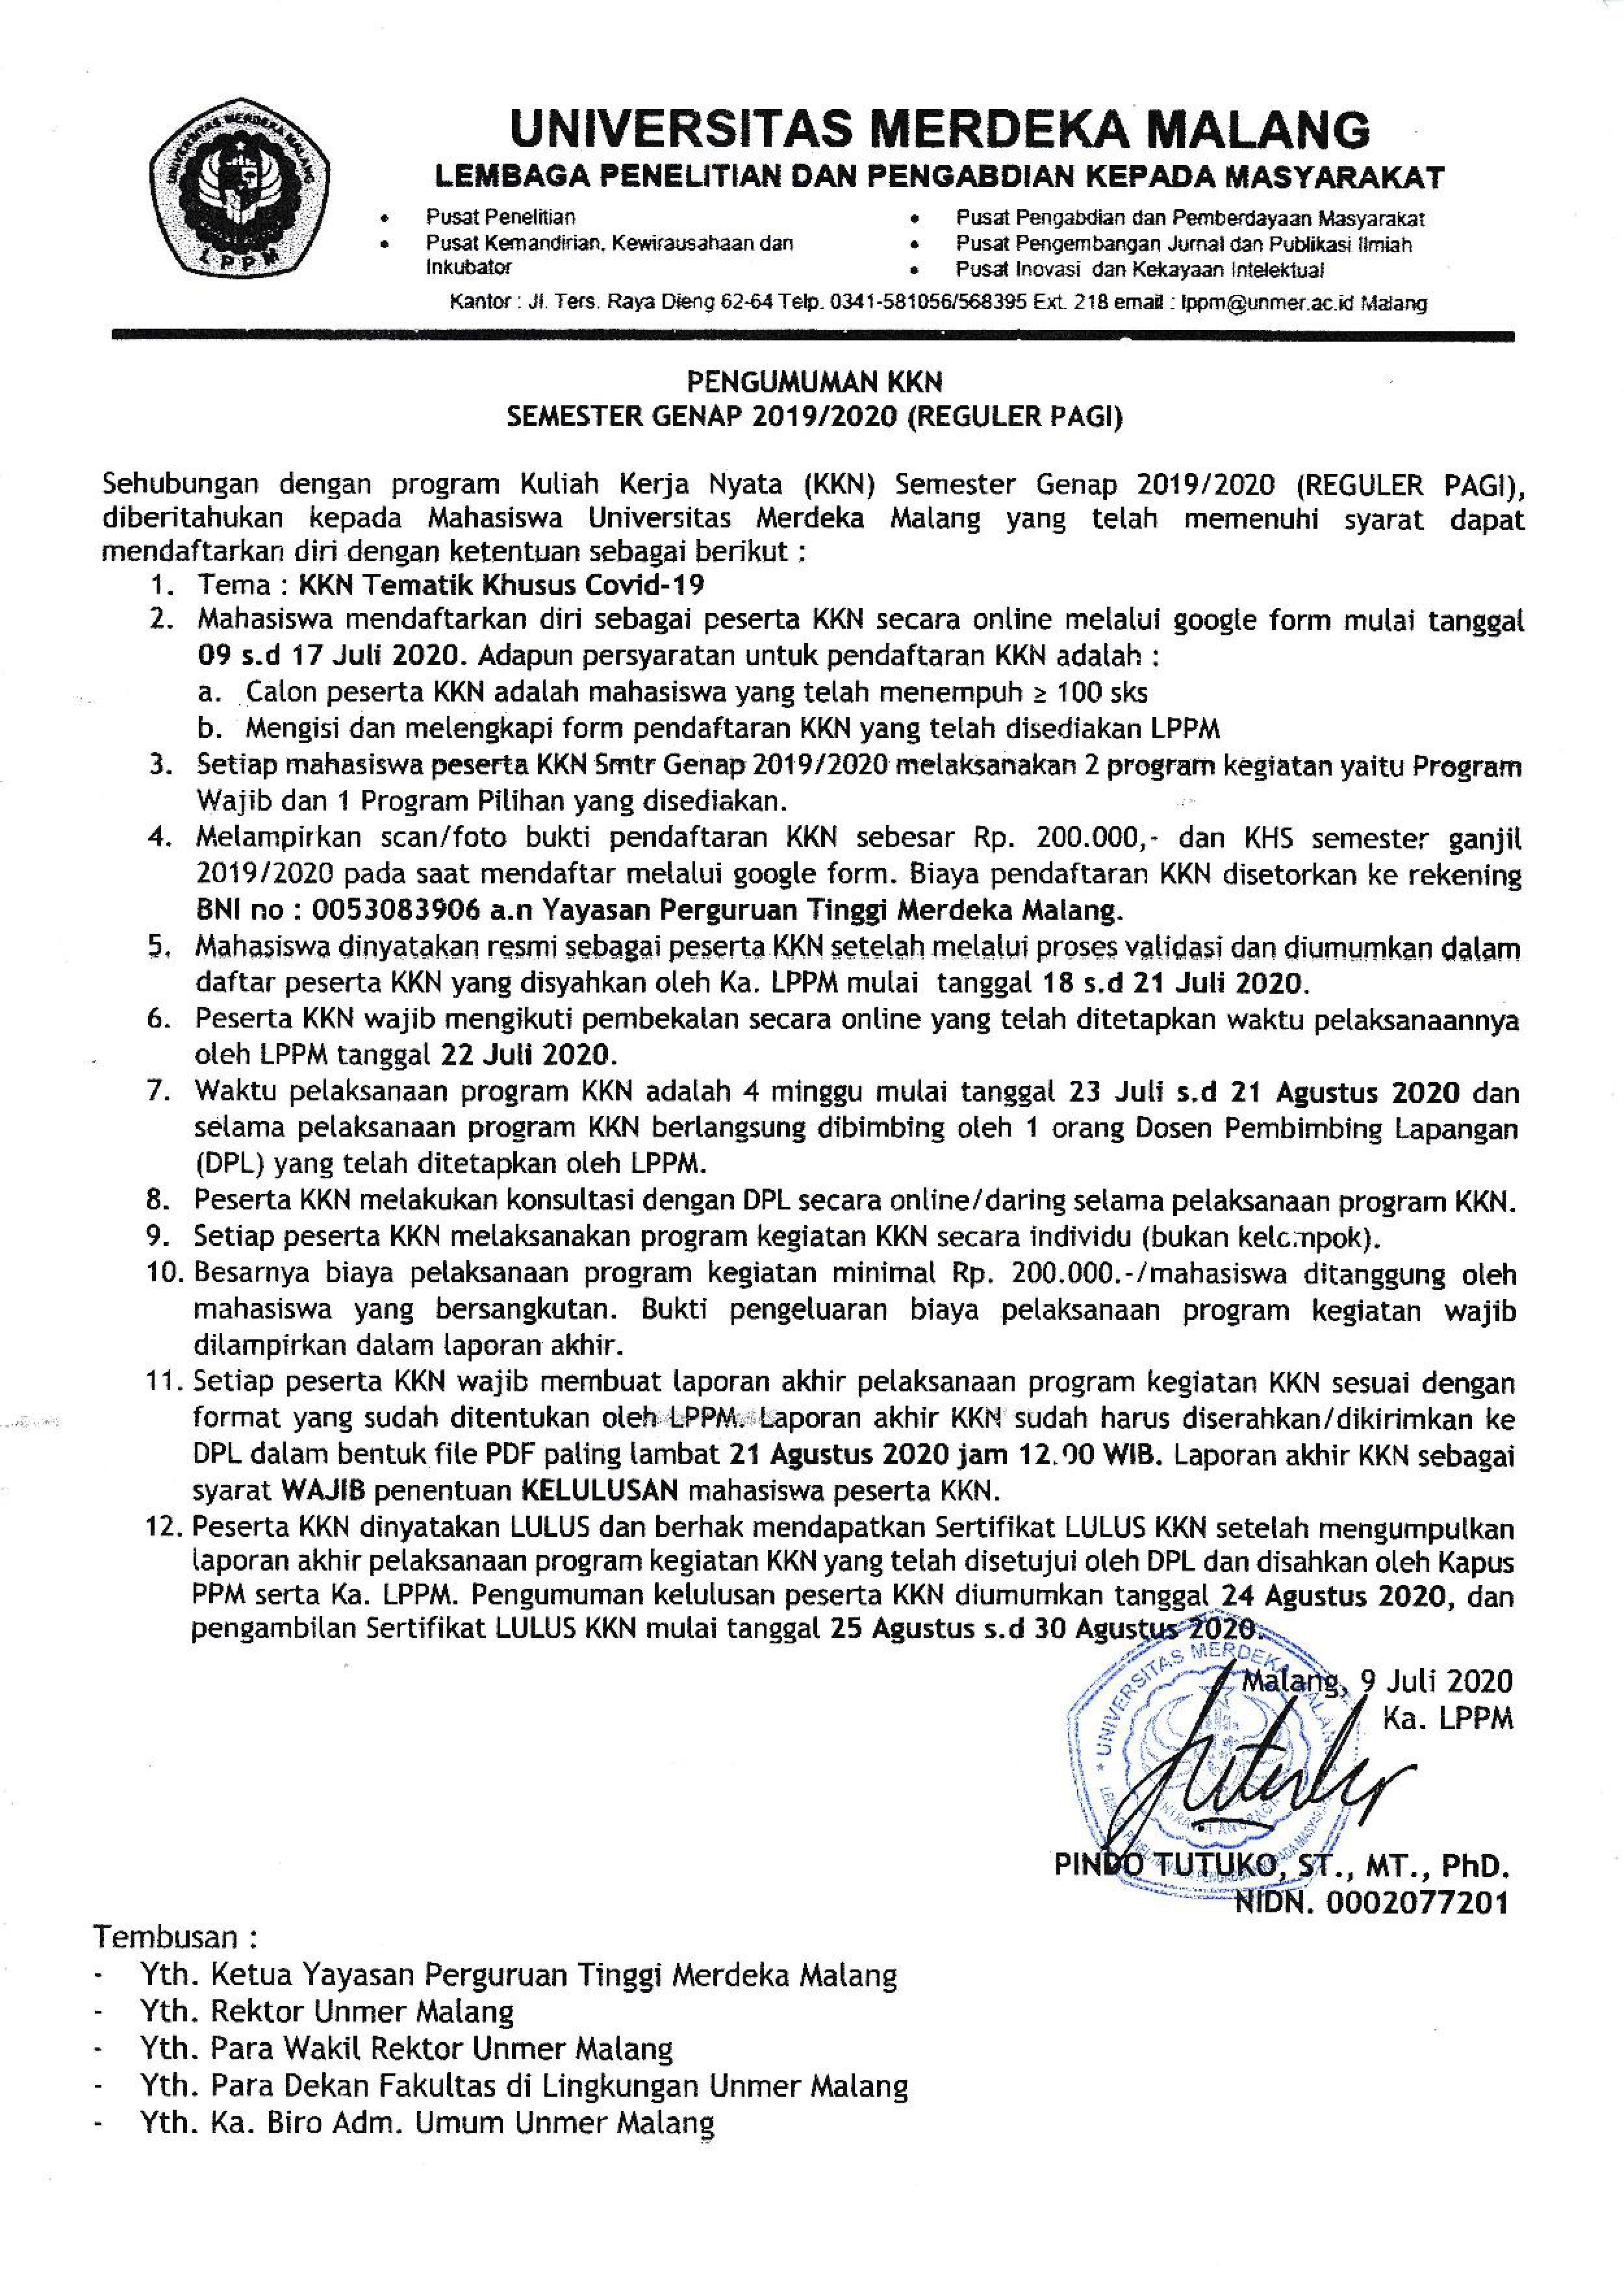 UNIVERSITAS MERDEKA MALANG
LEMBAGA PENELITIAN DAN PENGABDIAN KEPADA MASYARAKAT
• Pusat Penelitian
• Pusat Kemandirian, Kewirausahaan dan
Inkubator
• Pusat Pengabdian dan Pemberdayaan Masyarakat
• Pusat Pengembangan Jurnal dan Publikasi Ilmiah
• Pusat Inovasi dan Kekayaan Intelektual
Kantor : Jl. Ters. Raya Dieng 62-64 Telp. 0341-581056/568395 Ext. 218 email : lppm@unmer.ac.id Malang
UNIVERSITAS MERDEKA MALANG
LPPM
PENGUMUMAN KKN
SEMESTER GENAP 2019/2020 (REGULER PAGI)
Sehubungan dengan program Kuliah Kerja Nyata (KKN) Semester Genap 2019/2020 (REGULER PAGI),
diberitahukan kepada Mahasiswa Universitas Merdeka Malang yang telah memenuhi syarat dapat
mendaftarkan diri dengan ketentuan sebagai berikut :
1. Tema : KKN Tematik Khusus Covid-19
2. Mahasiswa mendaftarkan diri sebagai peserta KKN secara online melalui google form mulai tanggal
09 s.d 17 Juli 2020. Adapun persyaratan untuk pendaftaran KKN adalah :
a. Calon peserta KKN adalah mahasiswa yang telah menempuh ≥ 100 sks
b. Mengisi dan melengkapi form pendaftaran KKN yang telah disediakan LPPM
3. Setiap mahasiswa peserta KKN Smtr Genap 2019/2020 melaksanakan 2 program kegiatan yaitu Program
Wajib dan 1 Program Pilihan yang disediakan.
4. Melampirkan scan/foto bukti pendaftaran KKN sebesar Rp. 200.000,- dan KHS semester ganjil
2019/2020 pada saat mendaftar melalui google form. Biaya pendaftaran KKN disetorkan ke rekening
BNI no : 0053083906 a.n Yayasan Perguruan Tinggi Merdeka Malang.
5. Mahasiswa dinyatakan resmi sebagai peserta KKN setelah melalui proses validasi dan diumumkan dalam
daftar peserta KKN yang disyahkan oleh Ka. LPPM mulai tanggal 18 s.d 21 Juli 2020.
6. Peserta KKN wajib mengikuti pembekalan secara online yang telah ditetapkan waktu pelaksanaannya
oleh LPPM tanggal 22 Juli 2020.
7. Waktu pelaksanaan program KKN adalah 4 minggu mulai tanggal 23 Juli s.d 21 Agustus 2020 dan
selama pelaksanaan program KKN berlangsung dibimbing oleh 1 orang Dosen Pembimbing Lapangan
(DPL) yang telah ditetapkan oleh LPPM.
8. Peserta KKN melakukan konsultasi dengan DPL secara online/daring selama pelaksanaan program KKN.
9. Setiap peserta KKN melaksanakan program kegiatan KKN secara individu (bukan kelompok).
10. Besarnya biaya pelaksanaan program kegiatan minimal Rp. 200.000.-/mahasiswa ditanggung oleh
mahasiswa yang bersangkutan. Bukti pengeluaran biaya pelaksanaan program kegiatan wajib
dilampirkan dalam laporan akhir.
11. Setiap peserta KKN wajib membuat laporan akhir pelaksanaan program kegiatan KKN sesuai dengan
format yang sudah ditentukan oleh LPPM. Laporan akhir KKN sudah harus diserahkan/dikirimkan ke
DPL dalam bentuk file PDF paling lambat 21 Agustus 2020 jam 12.00 WIB. Laporan akhir KKN sebagai
syarat WAJIB penentuan KELULUSAN mahasiswa peserta KKN.
12. Peserta KKN dinyatakan LULUS dan berhak mendapatkan Sertifikat LULUS KKN setelah mengumpulkan
laporan akhir pelaksanaan program kegiatan KKN yang telah disetujui oleh DPL dan disahkan oleh Kapus
PPM serta Ka. LPPM. Pengumuman kelulusan peserta KKN diumumkan tanggal 24 Agustus 2020, dan
pengambilan Sertifikat LULUS KKN mulai tanggal 25 Agustus s.d 30 Agustus 2020.
Malang, 9 Juli 2020
Ka. LPPM
UNIVERSITAS MERDEKA MALANG
PINDO TUTUKO, ST., MT., PhD.
NIDN. 0002077201
Tembusan :
- Yth. Ketua Yayasan Perguruan Tinggi Merdeka Malang
- Yth. Rektor Unmer Malang
- Yth. Para Wakil Rektor Unmer Malang
- Yth. Para Dekan Fakultas di Lingkungan Unmer Malang
- Yth. Ka. Biro Adm. Umum Unmer Malang